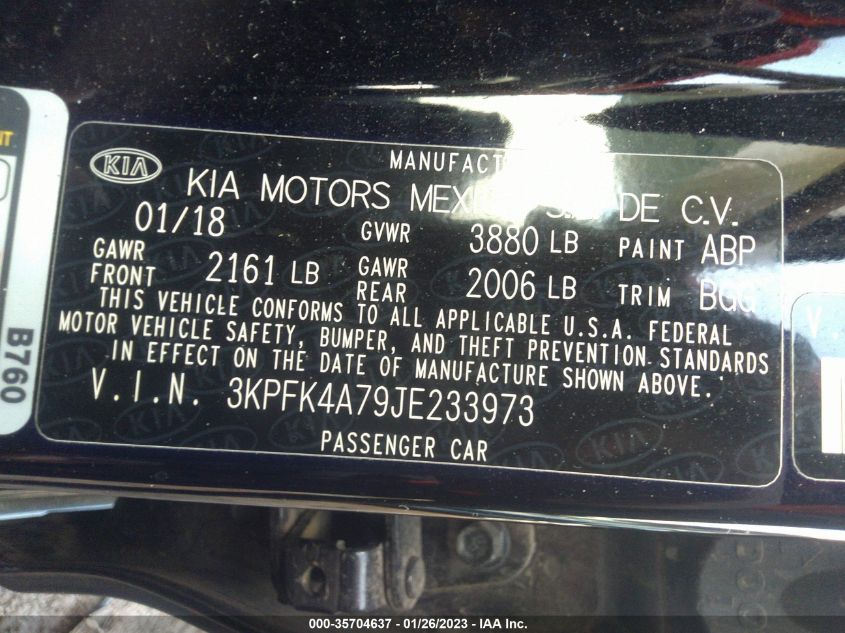 KIA
MANUFACT
KIA MOTORS DE C.V.
01/18 GVWR 3880 LB PAINT ABP
GAWR FRONT 2161 LB GAWR REAR 2006 LB TRIM
THIS VEHICLE CONFORMS TO ALL APPLICABLE U.S.A. FEDERAL
MOTOR VEHICLE SAFETY, BUMPER, AND THEFT PREVENTION STANDARDS
IN EFFECT ON THE DATE OF MANUFACTURE SHOWN ABOVE.
V.I.N. 3KPFK4A79JE233973
PASSENGER CAR
B760
000-35704637 - 01/26/2023 - IAA Inc.